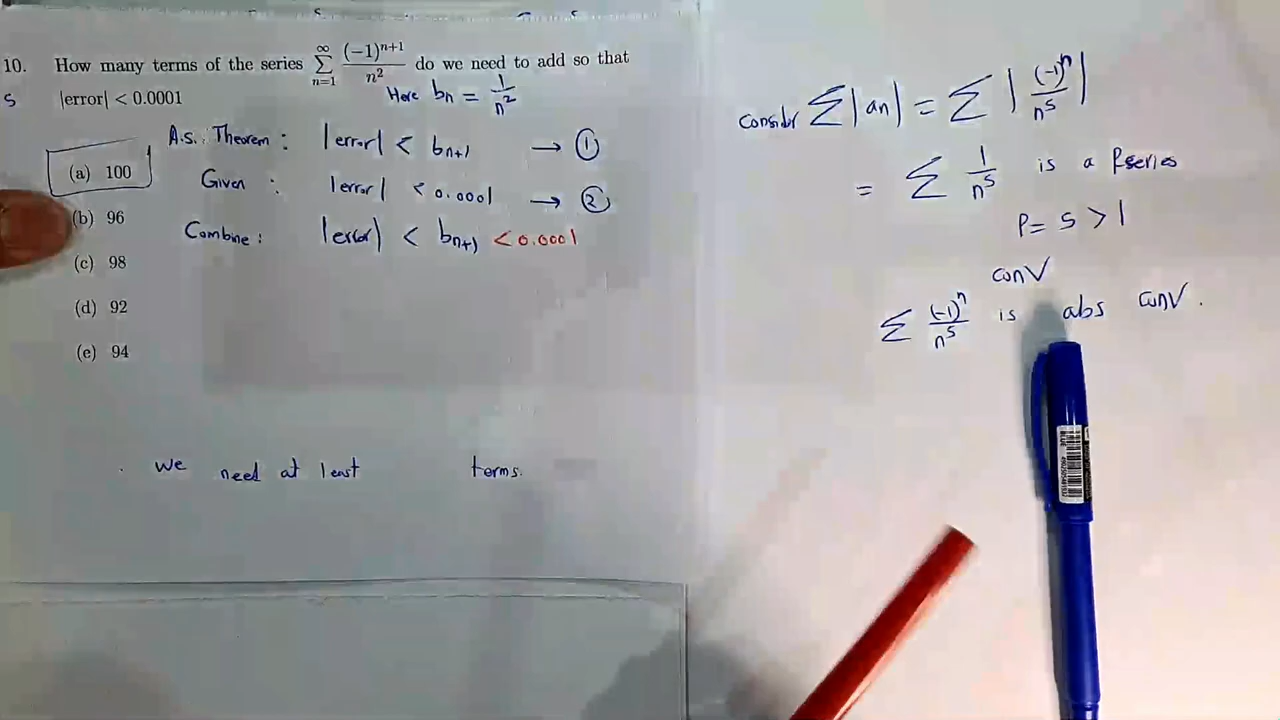 10. How many terms of the series ∑_{n=1}^{∞} (-1)^{n+1}/n² do we need to add so that
|error| < 0.0001
Here bn = 1/n²
A.S. Theorem : |error| < b_{n+1} → ①
(a) 100
Given : |error| < 0.0001 → ②
(b) 96
Combine : |error| < b_{n+1} < 0.0001
(c) 98
(d) 92
(e) 94
We need at least terms.
consider ∑ |an| = ∑ |(-1)^n/n^5|
= ∑ 1/n^5 is a Pseries
P = 5 > 1
conv
∑ (-1)^n/n^5 is abs conv.